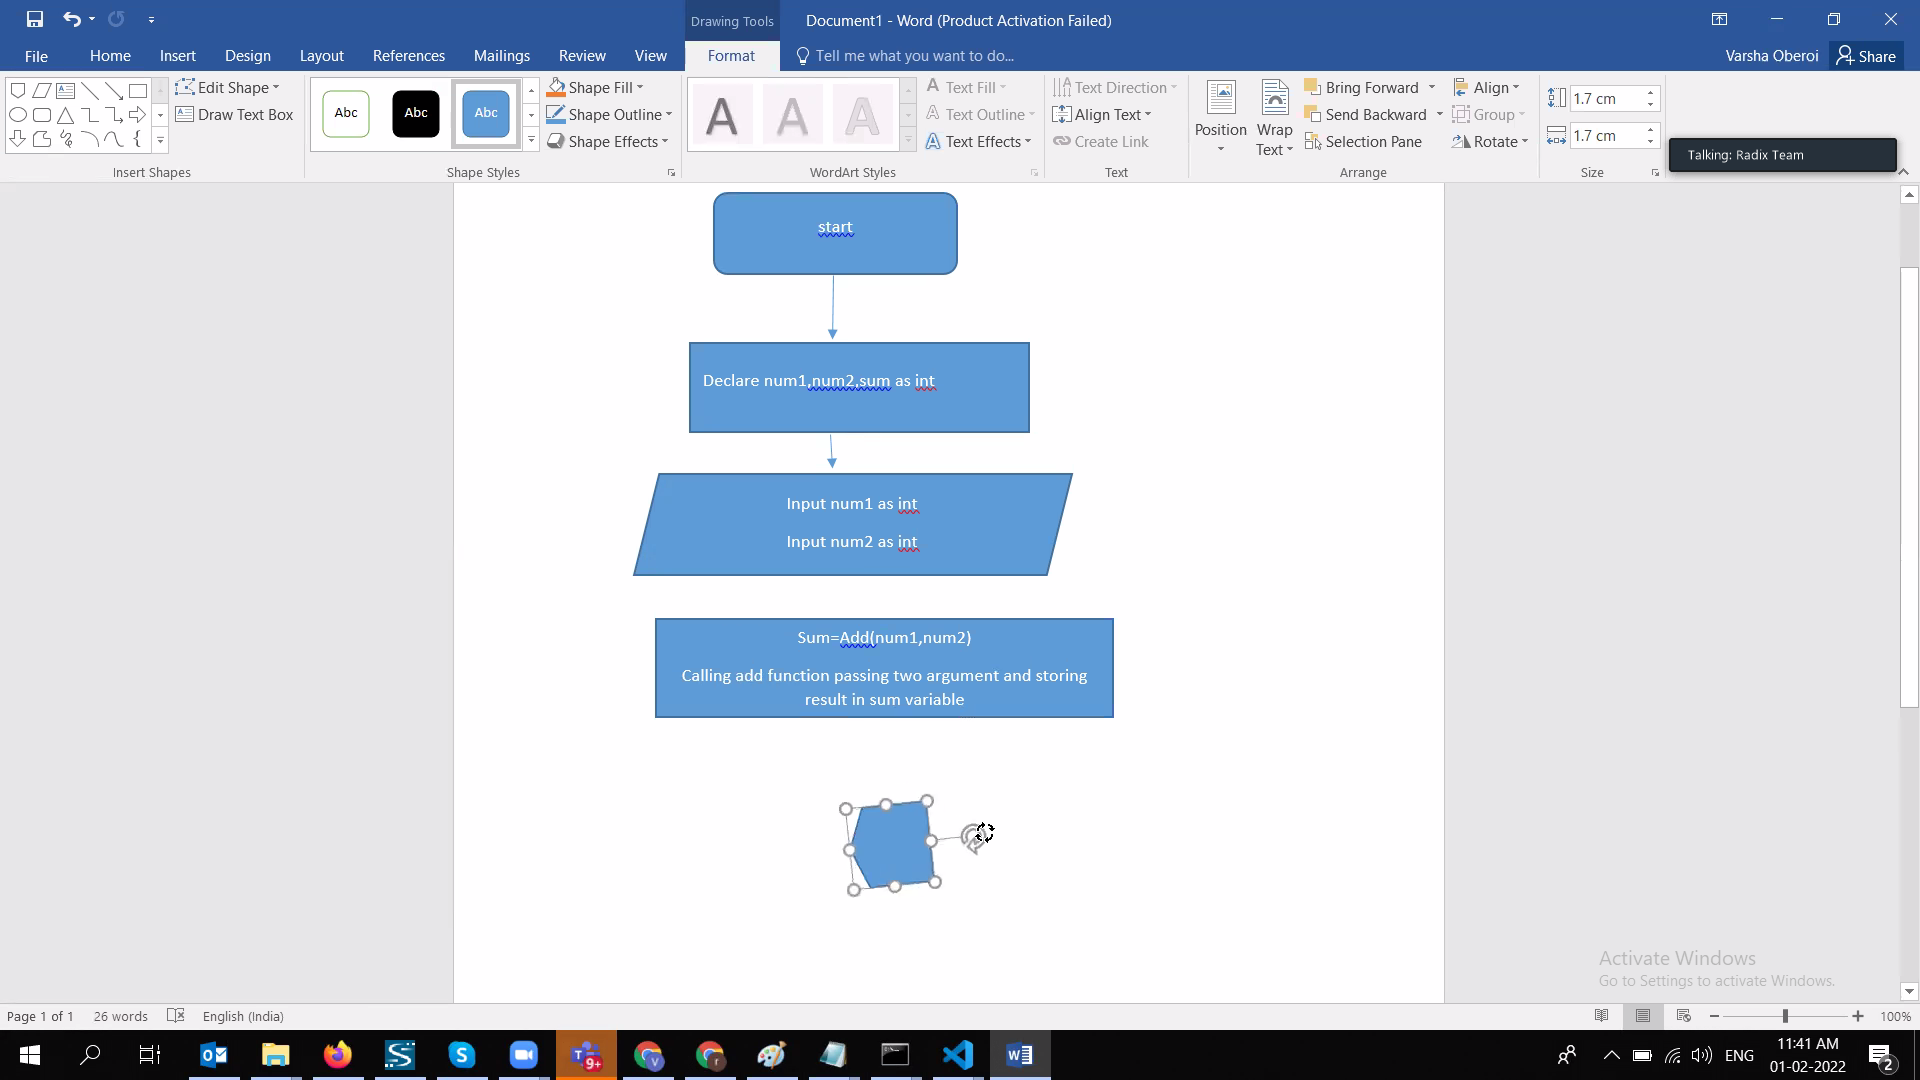 Drawing Tools
Document1 - Word (Product Activation Failed)
File
Home
Insert
Design
Layout
References
Mailings
Review
View
Format
Tell me what you want to do...
Varsha Oberoi
Share
Edit Shape
Draw Text Box
Insert Shapes
Abc
Abc
Abc
Shape Fill
Shape Outline
Shape Effects
Shape Styles
A
A
A
Text Fill
Text Outline
Text Effects
WordArt Styles
Text Direction
Align Text
Create Link
Text
Position
Wrap
Text
Bring Forward
Send Backward
Selection Pane
Align
Group
Rotate
Arrange
1.7 cm
1.7 cm
Size
Talking: Radix Team
start
Declare num1,num2,sum as int
Input num1 as int
Input num2 as int
Sum=Add(num1,num2)
Calling add function passing two argument and storing
result in sum variable
Activate Windows
Go to Settings to activate Windows.
Page 1 of 1
26 words
English (India)
100%
9+
V
r
ENG
11:41 AM
01-02-2022
2